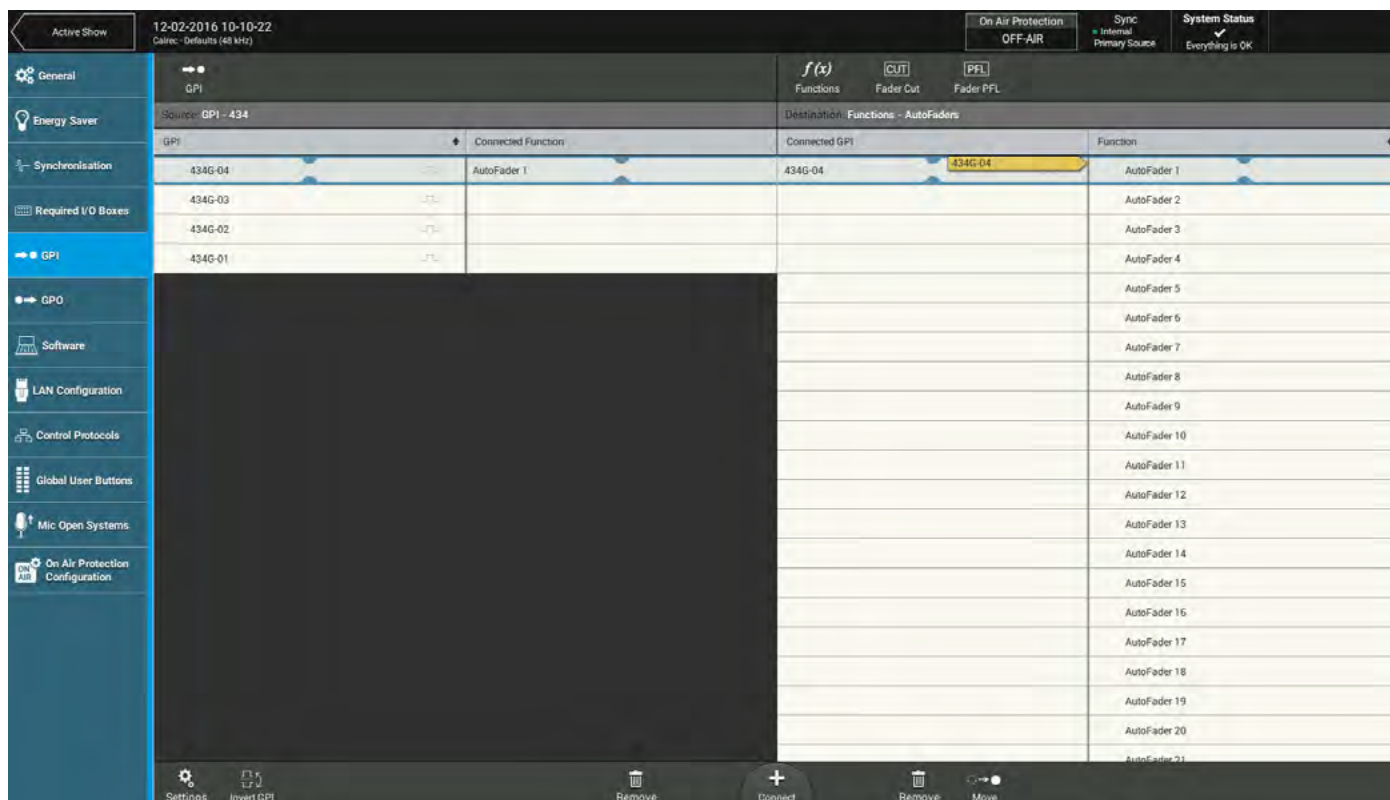 Active Show
12-02-2016 10-10-22
Calrec - Defaults (48 kHz)
On Air Protection
OFF-AIR
Sync
Internal
Primary Source
System Status
Everything is OK
General
Energy Saver
Synchronisation
Required I/O Boxes
GPI
GPO
Software
LAN Configuration
Control Protocols
Global User Buttons
Mic Open Systems
ON AIR
On Air Protection
Configuration
GPI
f(x)
Functions
CUT
Fader Cut
PFL
Fader PFL
Source: GPI - 434
Destination: Functions - AutoFaders
GPI Connected Function Connected GPI Function
434G-04 AutoFader 1 434G-04 434G-04 AutoFader 1
434G-03 AutoFader 2
434G-02 AutoFader 3
434G-01 AutoFader 4
AutoFader 5
AutoFader 6
AutoFader 7
AutoFader 8
AutoFader 9
AutoFader 10
AutoFader 11
AutoFader 12
AutoFader 13
AutoFader 14
AutoFader 15
AutoFader 16
AutoFader 17
AutoFader 18
AutoFader 19
AutoFader 20
AutoFader 21
Settings Invert GPI Remove Connect Remove Move